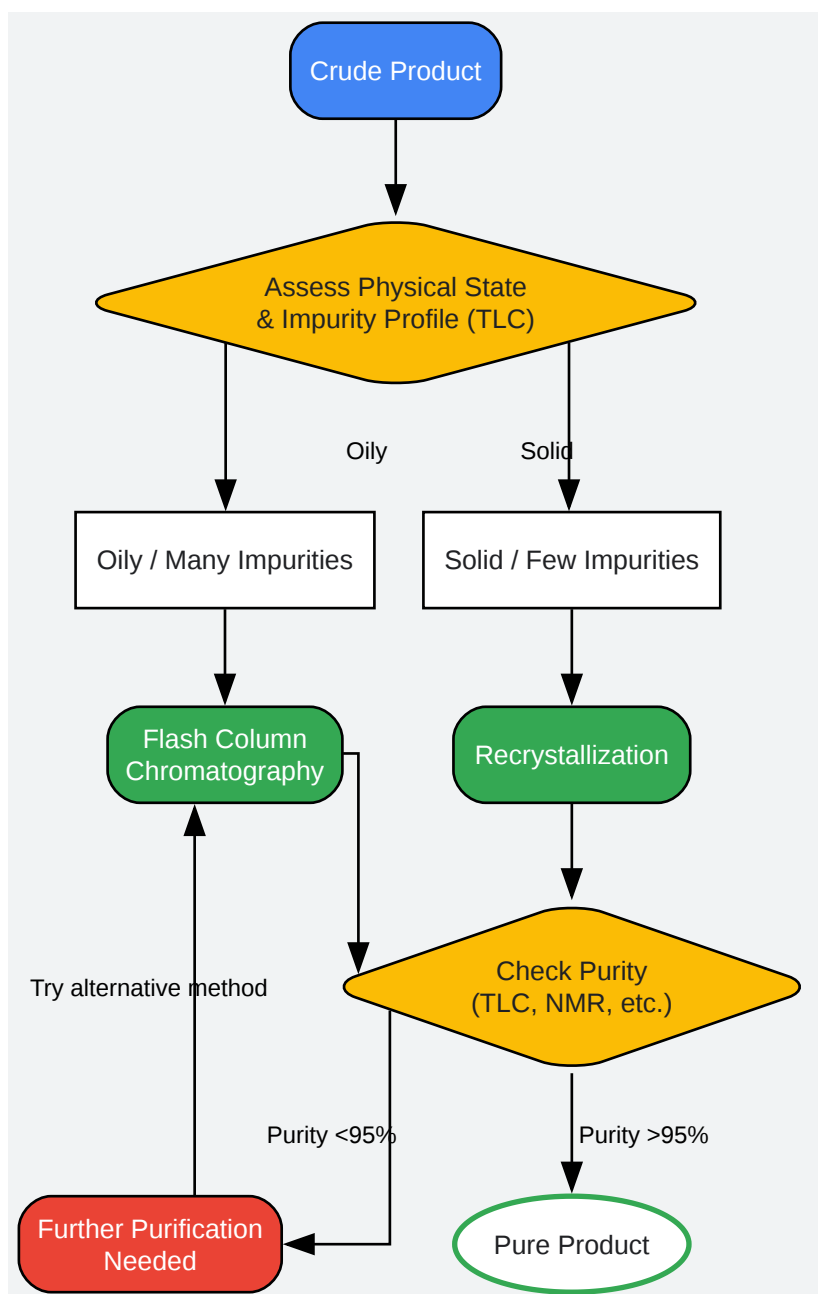 Crude Product
Assess Physical State
& Impurity Profile (TLC)
Oily
Solid
Oily / Many Impurities
Solid / Few Impurities
Flash Column
Chromatography
Recrystallization
Check Purity
(TLC, NMR, etc.)
Try alternative method
Purity <95%
Purity >95%
Further Purification
Needed
Pure Product